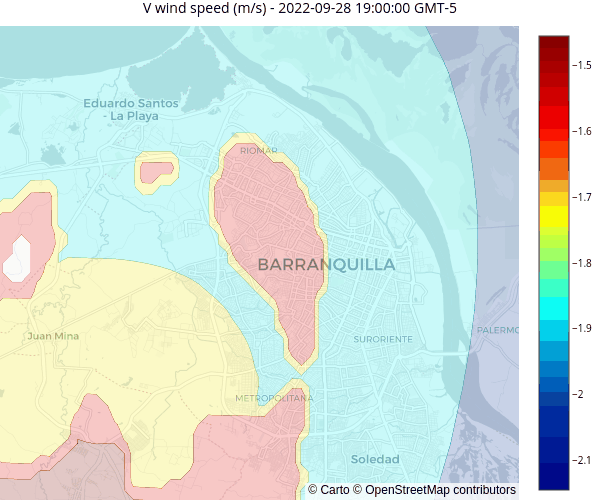 V wind speed (m/s) - 2022-09-28 19:00:00 GMT-5
Eduardo Santos
- La Playa
RIOMAR
BARRANQUILLA
Juan Mina
SURORIENTE
PALERMO
METROPOLITANA
Soledad
© Carto © OpenStreetMap contributors
−1.5
−1.6
−1.7
−1.8
−1.9
−2
−2.1